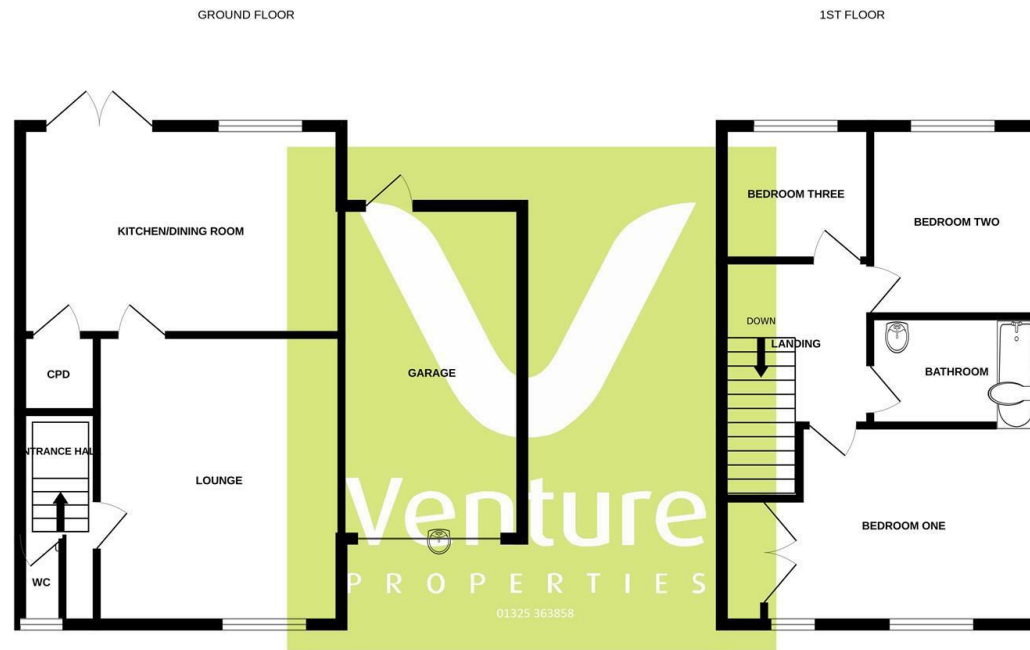 GROUND FLOOR
1ST FLOOR
KITCHEN/DINING ROOM
BEDROOM THREE
BEDROOM TWO
DOWN
LANDING
CPD
GARAGE
BATHROOM
NTRANCE HAL
LOUNGE
BEDROOM ONE
Venture
WC
PROPERTIES
01325 363858